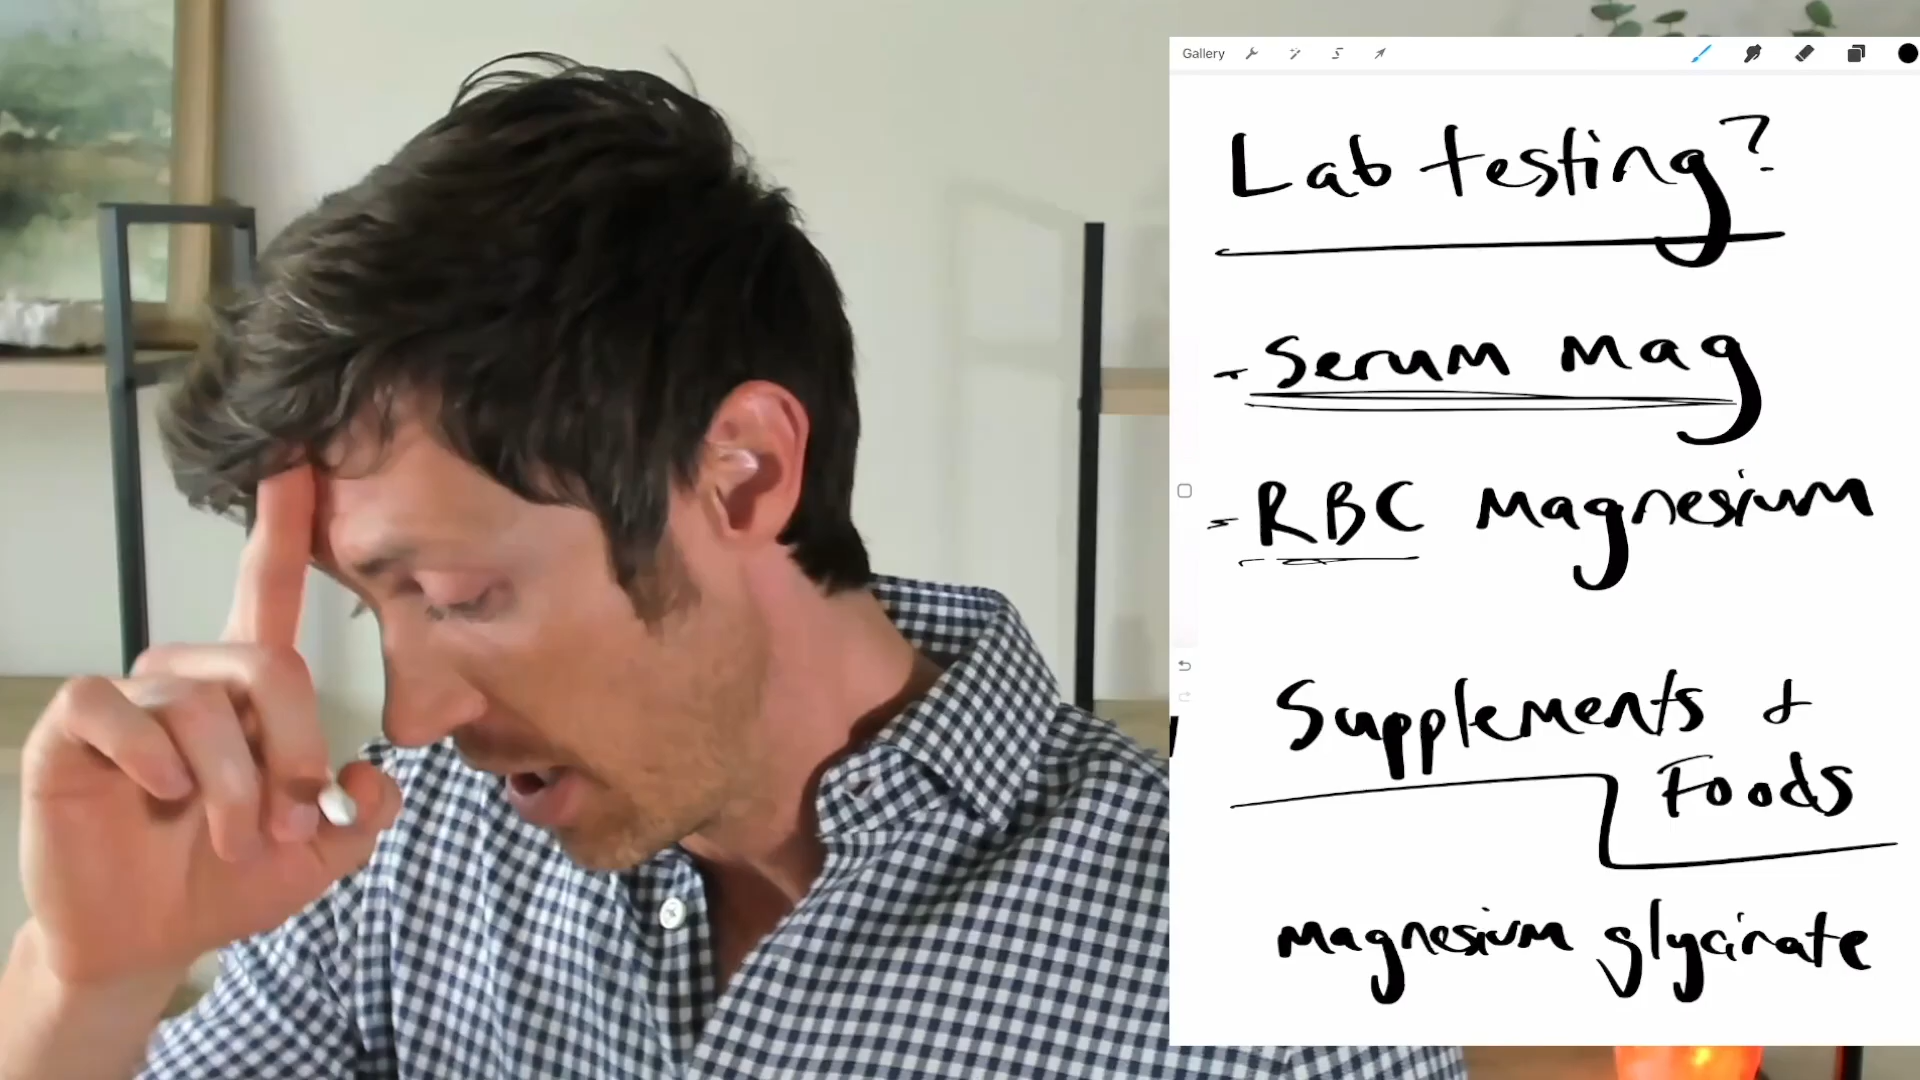 Gallery
Lab testing?
- Serum Mag
- RBC Magnesium
Supplements &
Foods
Magnesium glycinate